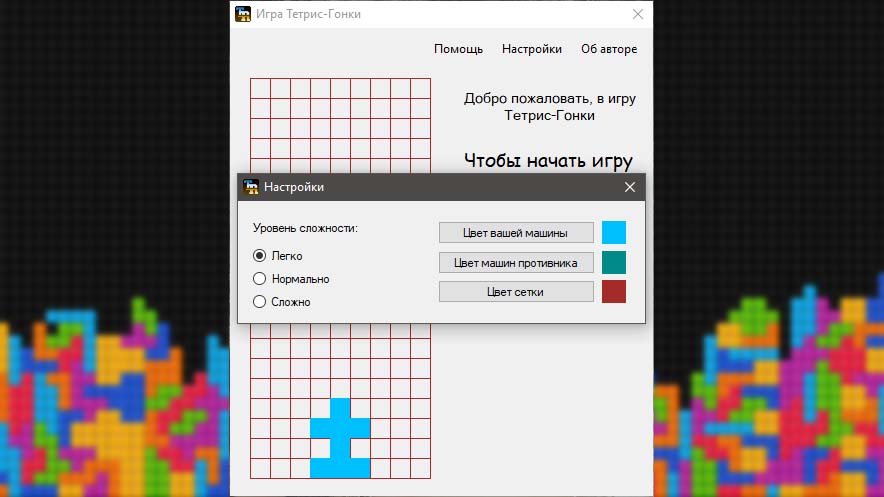 Игра Тетрис-Гонки
Помощь Настройки Об авторе
Добро пожаловать, в игру
Тетрис-Гонки
Чтобы начать игру
Настройки
Уровень сложности:
Легко
Нормально
Сложно
Цвет вашей машины
Цвет машин противника
Цвет сетки